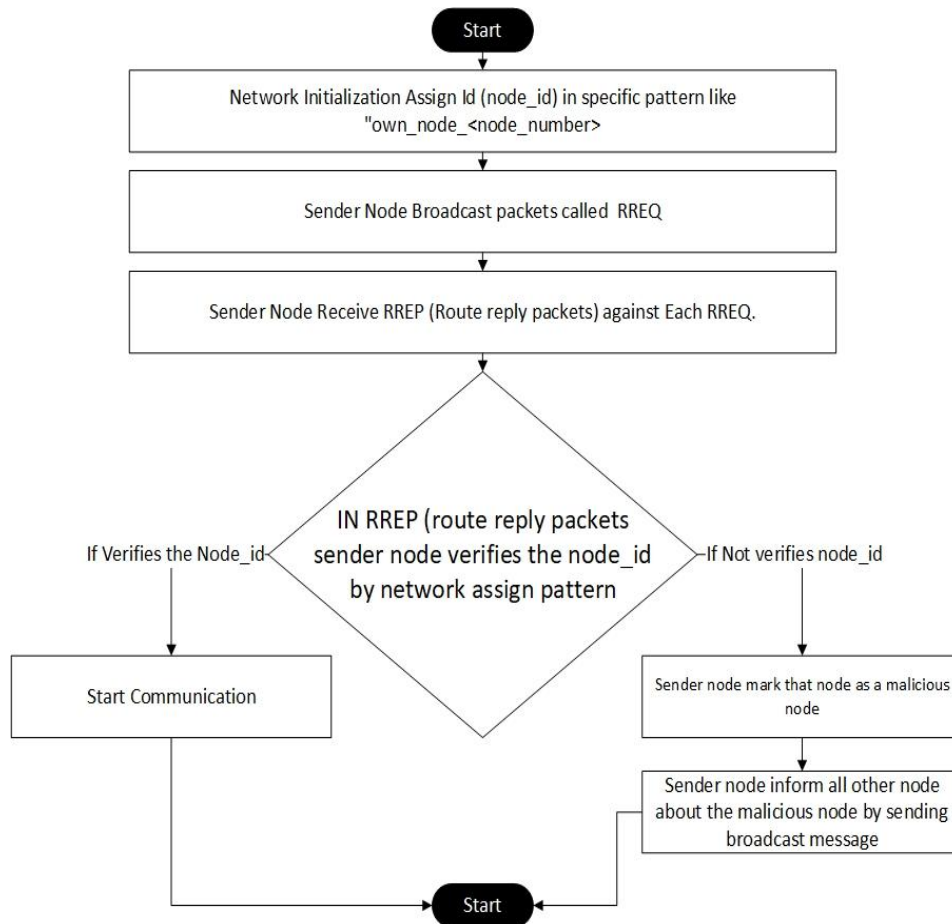 Start
Network Initialization Assign Id (node_id) in specific pattern like
"own_node_<node_number>
Sender Node Broadcast packets called RREQ
Sender Node Receive RREP (Route reply packets) against Each RREQ.
IN RREP (route reply packets
sender node verifies the node_id
by network assign pattern
If Verifies the Node_id
If Not verifies node_id
Start Communication
Sender node mark that node as a malicious
node
Sender node inform all other node
about the malicious node by sending
broadcast message
Start